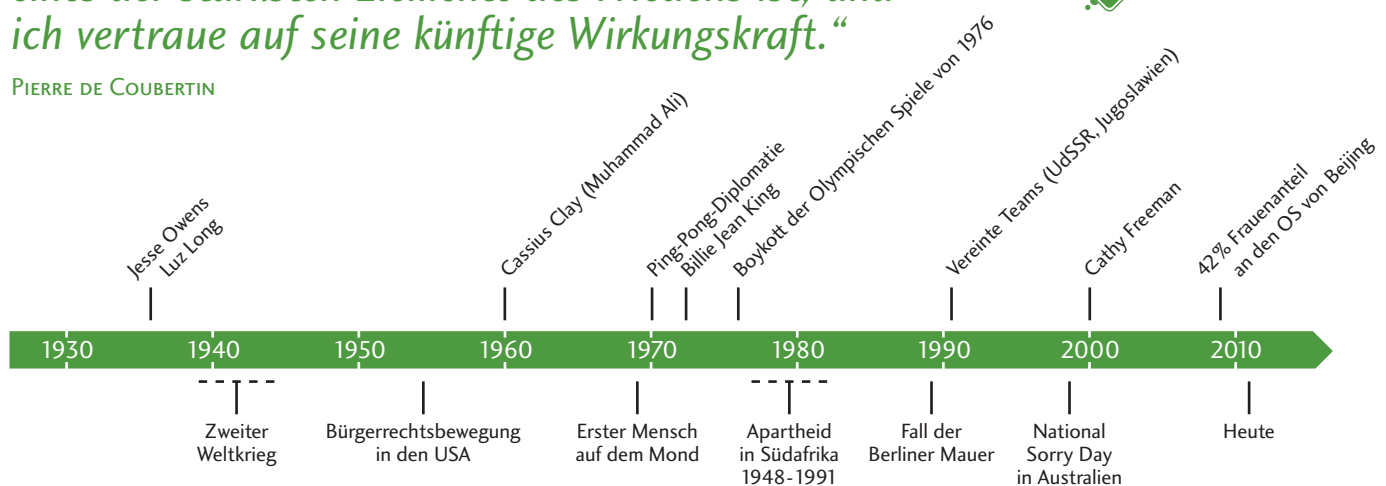 ich vertraue auf seine künftige Wirkungskraft.“
Pierre de Coubertin
Jesse Owens
Luz Long
Cassius Clay (Muhammad Ali)
Ping-Pong-Diplomatie
Billie Jean King
Boykott der Olympischen Spiele von 1976
Vereinte Teams (UdSSR, Jugoslawien)
Cathy Freeman
42% Frauenanteil
an den OS von Beijing
1930 1940 1950 1960 1970 1980 1990 2000 2010
Zweiter
Weltkrieg
Bürgerrechtsbewegung
in den USA
Erster Mensch
auf dem Mond
Apartheid
in Südafrika
1948-1991
Fall der
Berliner Mauer
National
Sorry Day
in Australien
Heute